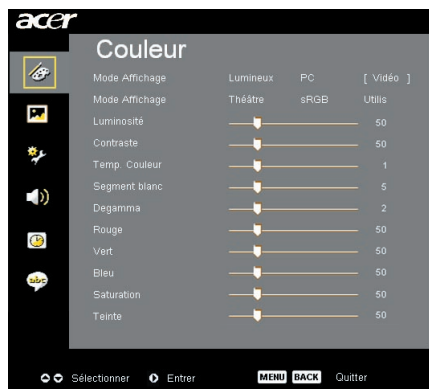 acer
Couleur
Mode Affichage Lumineux PC [ Vidéo ]
Mode Affichage Théâtre sRGB Utilis
Luminosité 50
Contraste 50
Temp. Couleur 1
Segment blanc 5
Degamma 2
Rouge 50
Vert 50
Bleu 50
Saturation 50
Teinte 50
abc
Sélectionner Entrer MENU BACK Quitter